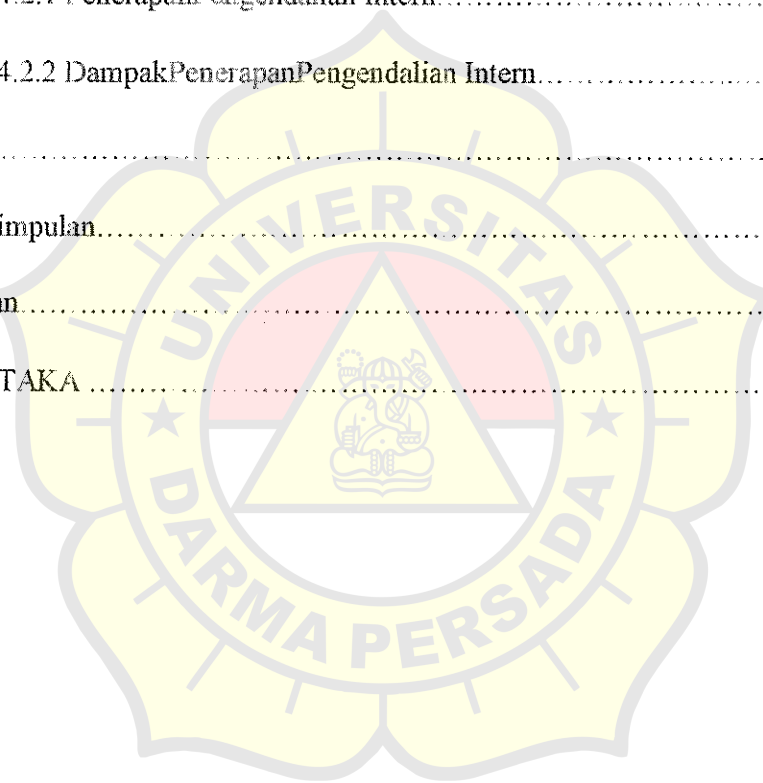 4.2.2 DampakPenerapanPengendalian Intern..........................
................................................................................................
impulan..........................................................................
an....................................................................................
TAKA ..........................................................................
UNIVERSITAS
DARMA PERSADA